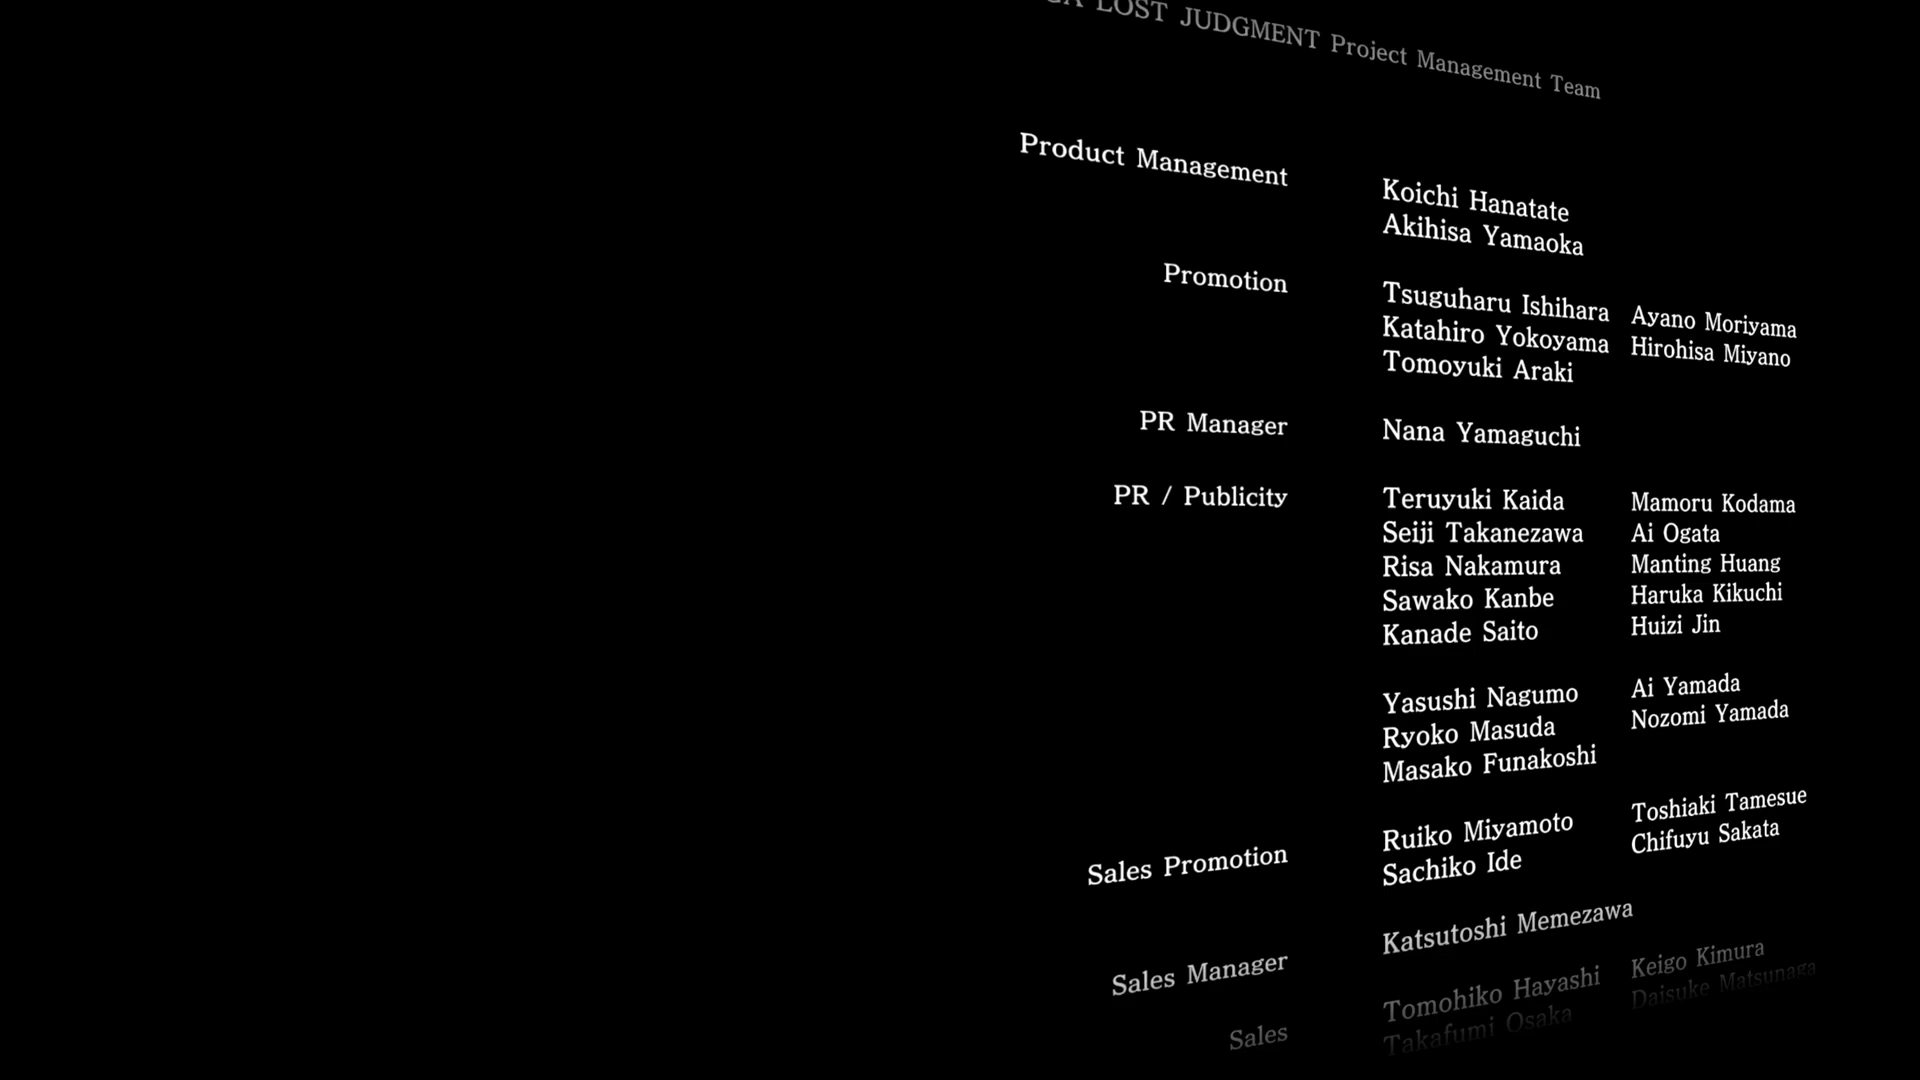 LOST JUDGMENT Project Management Team
Product Management
Koichi Hanatate
Akihisa Yamaoka
Promotion
Tsuguharu Ishihara Ayano Moriyama
Katahiro Yokoyama Hirohisa Miyano
Tomoyuki Araki
PR Manager Nana Yamaguchi
PR / Publicity Teruyuki Kaida Mamoru Kodama
Seiji Takanezawa Ai Ogata
Risa Nakamura Manting Huang
Sawako Kanbe Haruka Kikuchi
Kanade Saito Huizi Jin
Yasushi Nagumo Ai Yamada
Ryoko Masuda Nozomi Yamada
Masako Funakoshi
Sales Promotion Ruiko Miyamoto Toshiaki Tamesue
Sachiko Ide Chifuyu Sakata
Sales Manager Katsutoshi Memezawa
Sales Tomohiko Hayashi Keigo Kimura
Takafumi Osaka Daisuke Matsunaga